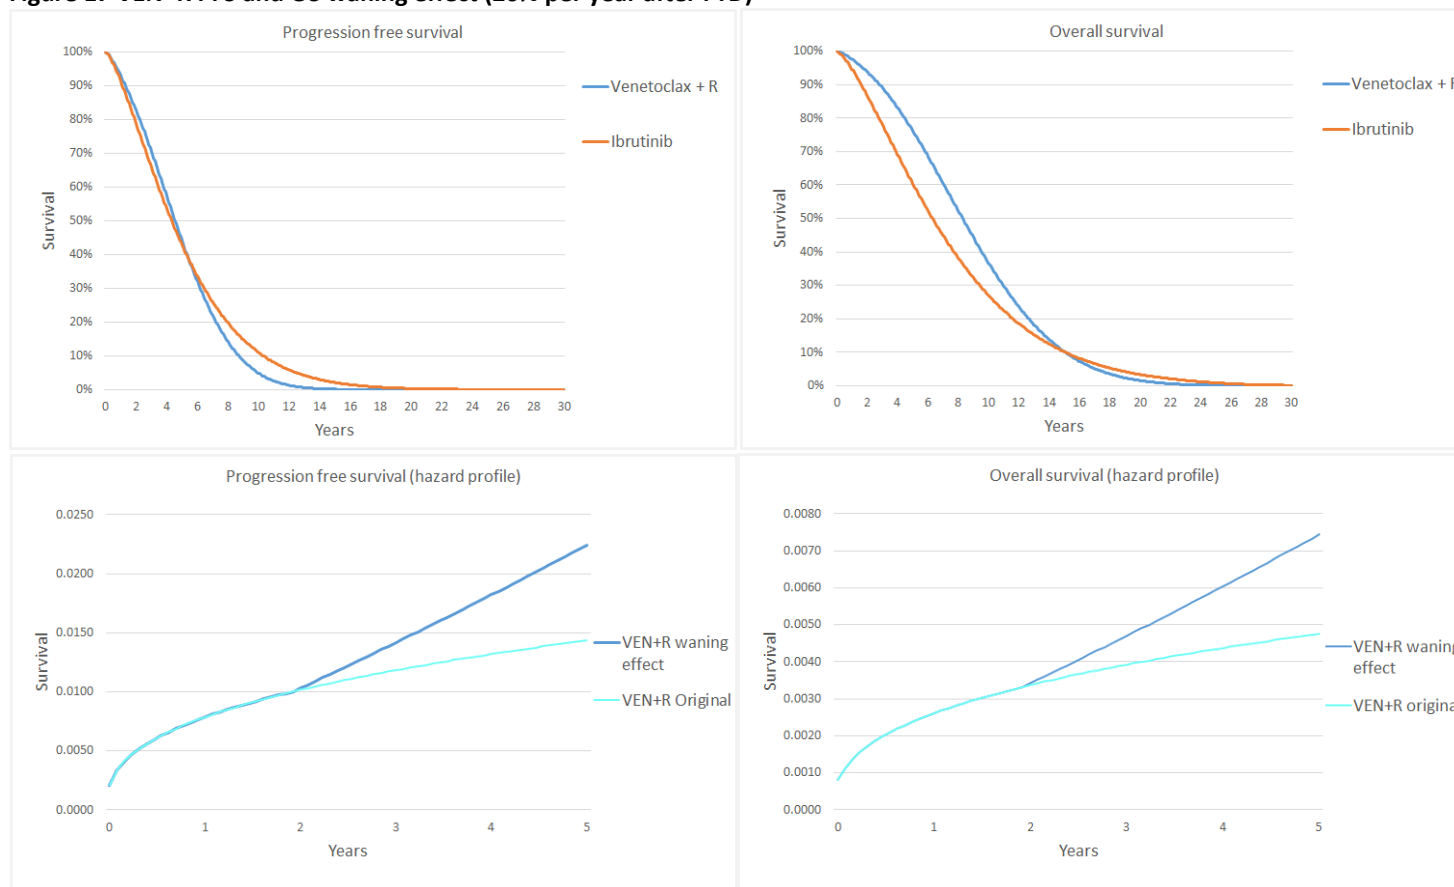 Progression free survival
100%
90%
80%
70%
60%
50%
40%
30%
20%
10%
0%
Survival
0 2 4 6 8 10 12 14 16 18 20 22 24 26 28 30
Years
Venetoclax + R
Ibrutinib
Overall survival
100%
90%
80%
70%
60%
50%
40%
30%
20%
10%
0%
Survival
0 2 4 6 8 10 12 14 16 18 20 22 24 26 28 30
Years
Venetoclax + R
Ibrutinib
Progression free survival (hazard profile)
0.0250
0.0200
0.0150
0.0100
0.0050
0.0000
Survival
0 1 2 3 4 5
Years
VEN+R waning
effect
VEN+R Original
Overall survival (hazard profile)
0.0080
0.0070
0.0060
0.0050
0.0040
0.0030
0.0020
0.0010
0.0000
Survival
0 1 2 3 4 5
Years
VEN+R waning
effect
VEN+R origina